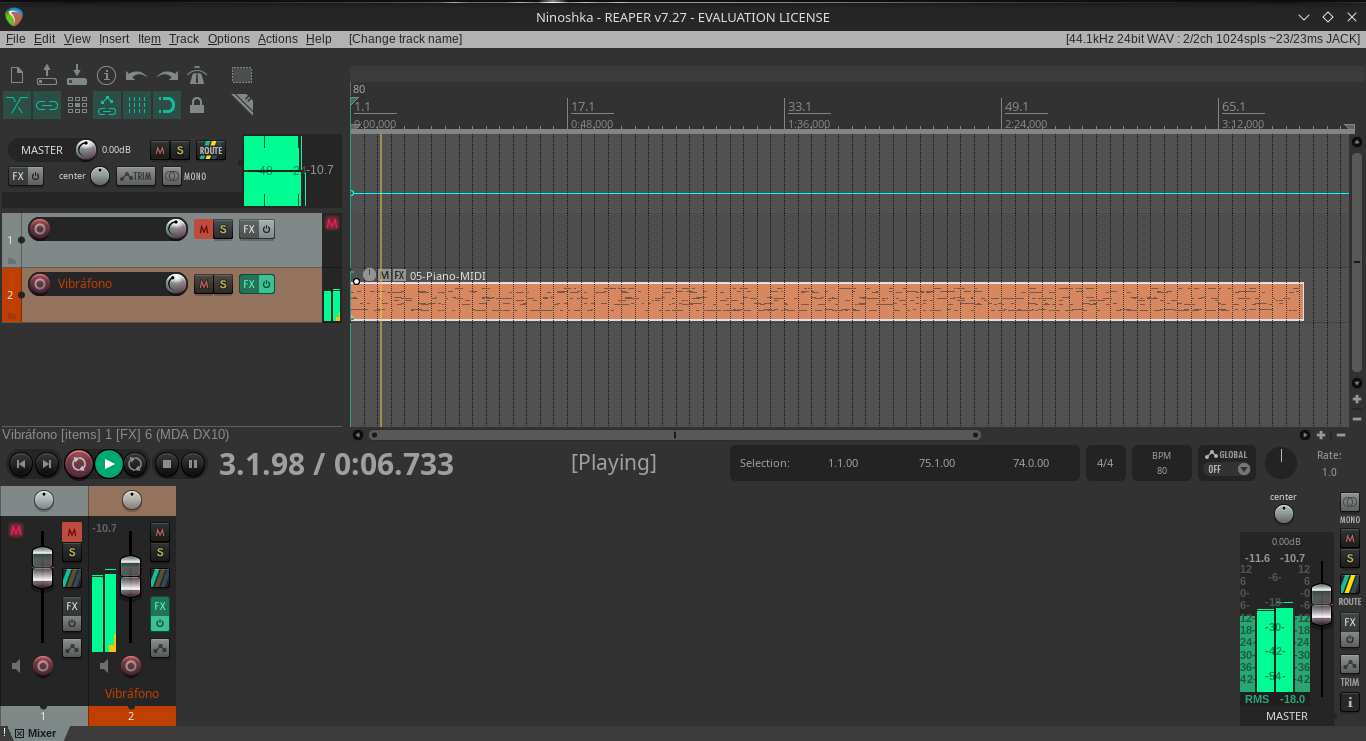 Ninoshka - REAPER v7.27 - EVALUATION LICENSE
File Edit View Insert Item Track Options Actions Help [Change track name] [44.1kHz 24bit WAV : 2/2ch 1024spls ~23/23ms JACK]
80
1.1 17.1 33.1 49.1 65.1
0:00,000 0:48,000 1:36,000 2:24,000 3:12,000
MASTER 0.00dB M S ROUTE
FX center TRIM MONO
-48 -24 -10.7
1 M S FX M
2 Vibráfono M S FX
M FX 05-Piano-MIDI
Vibráfono [items] 1 [FX] 6 (MDA DX10)
3.1.98 / 0:06.733 [Playing]
Selection: 1.1.00 75.1.00 74.0.00
4/4
BPM
80
GLOBAL
OFF
Rate:
1.0
M M
S
FX
1
-10.7 M
S
FX
Vibráfono
2
center
MONO
0.00dB M
-11.6 -10.7 S
12 -6- 12
6 6
0- -0
6- -18- -6
12- -12
18- -30- -18
24- -24
30- -42- -30
36- -36
42- -54- -42
RMS -18.0
ROUTE
FX
TRIM
MASTER
! Mixer